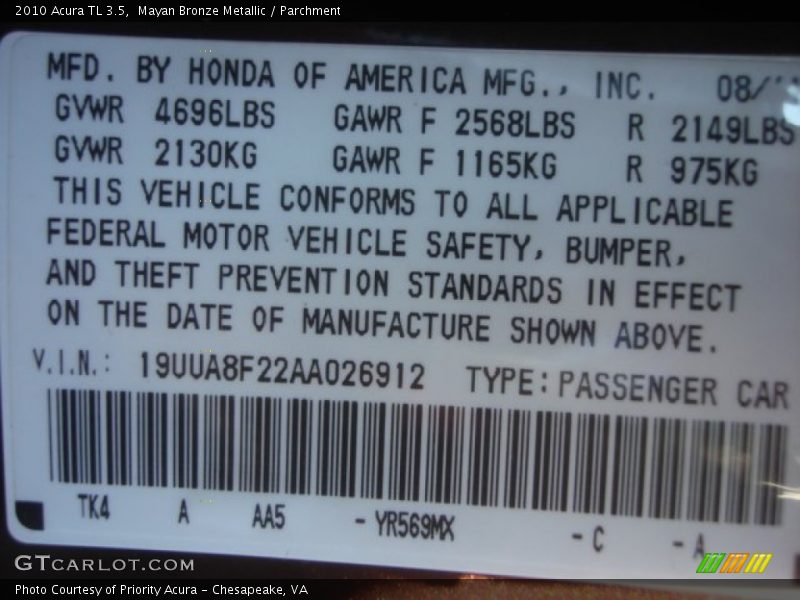 2010 Acura TL 3.5, Mayan Bronze Metallic / Parchment
MFD. BY HONDA OF AMERICA MFG., INC. 08/
GVWR 4696LBS GAWR F 2568LBS R 2149LBS
GVWR 2130KG GAWR F 1165KG R 975KG
THIS VEHICLE CONFORMS TO ALL APPLICABLE
FEDERAL MOTOR VEHICLE SAFETY, BUMPER,
AND THEFT PREVENTION STANDARDS IN EFFECT
ON THE DATE OF MANUFACTURE SHOWN ABOVE.
V.I.N.: 19UUA8F22AA026912 TYPE: PASSENGER CAR
TK4 A AA5 - YR569MX - C - A
GTCARLOT.COM
Photo Courtesy of Priority Acura – Chesapeake, VA